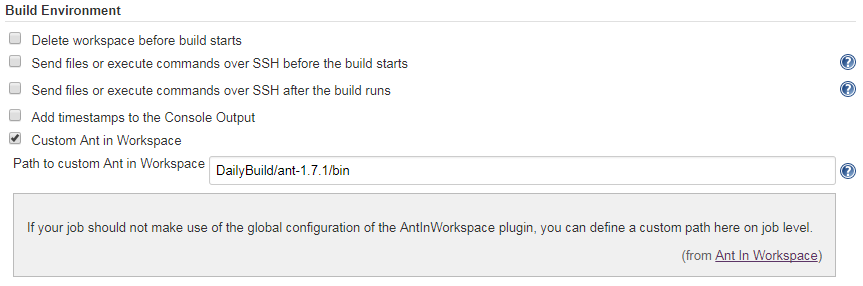 Build Environment
Delete workspace before build starts
Send files or execute commands over SSH before the build starts
Send files or execute commands over SSH after the build runs
Add timestamps to the Console Output
Custom Ant in Workspace
Path to custom Ant in Workspace DailyBuild/ant-1.7.1/bin
If your job should not make use of the global configuration of the AntInWorkspace plugin, you can define a custom path here on job level.
(from Ant In Workspace)